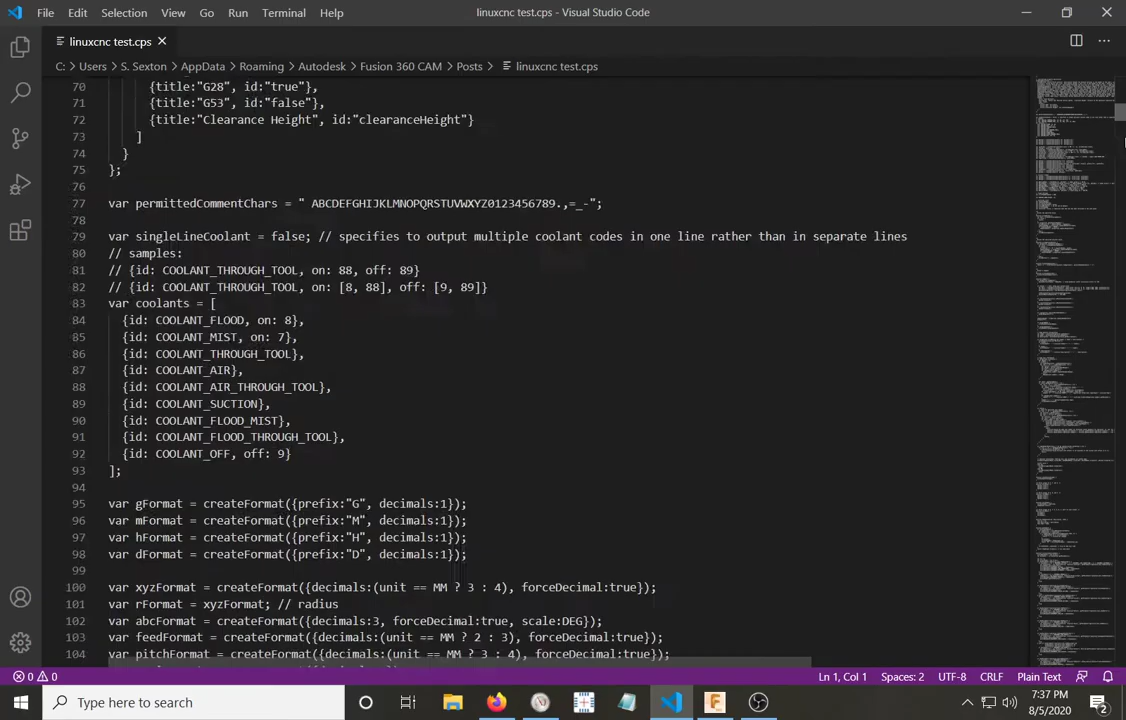 File Edit Selection View Go Run Terminal Help linuxcnc test.cps - Visual Studio Code
linuxcnc test.cps
C: > Users > S. Sexton > AppData > Roaming > Autodesk > Fusion 360 CAM > Posts > linuxcnc test.cps
70 {title:"G28", id:"true"},
71 {title:"G53", id:"false"},
72 {title:"Clearance Height", id:"clearanceHeight"}
73 ]
74 }
75 };
76
77 var permittedCommentChars = " ABCDEFGHIJKLMNOPQRSTUVWXYZ0123456789.,=_-";
78
79 var singleLineCoolant = false; // specifies to output multiple coolant codes in one line rather than in separate lines
80 // samples:
81 // {id: COOLANT_THROUGH_TOOL, on: 88, off: 89}
82 // {id: COOLANT_THROUGH_TOOL, on: [8, 88], off: [9, 89]}
83 var coolants = [
84 {id: COOLANT_FLOOD, on: 8},
85 {id: COOLANT_MIST, on: 7},
86 {id: COOLANT_THROUGH_TOOL},
87 {id: COOLANT_AIR},
88 {id: COOLANT_AIR_THROUGH_TOOL},
89 {id: COOLANT_SUCTION},
90 {id: COOLANT_FLOOD_MIST},
91 {id: COOLANT_FLOOD_THROUGH_TOOL},
92 {id: COOLANT_OFF, off: 9}
93 ];
94
95 var gFormat = createFormat({prefix:"G", decimals:1});
96 var mFormat = createFormat({prefix:"M", decimals:1});
97 var hFormat = createFormat({prefix:"H", decimals:1});
98 var dFormat = createFormat({prefix:"D", decimals:1});
99
100 var xyzFormat = createFormat({decimals:(unit == MM ? 3 : 4), forceDecimal:true});
101 var rFormat = xyzFormat; // radius
102 var abcFormat = createFormat({decimals:3, forceDecimal:true, scale:DEG});
103 var feedFormat = createFormat({decimals:(unit == MM ? 2 : 3), forceDecimal:true});
104 var pitchFormat = createFormat({decimals:(unit == MM ? 3 : 4), forceDecimal:true});
0 0 Ln 1, Col 1 Spaces: 2 UTF-8 CRLF Plain Text
Type here to search
7:37 PM
8/5/2020
2